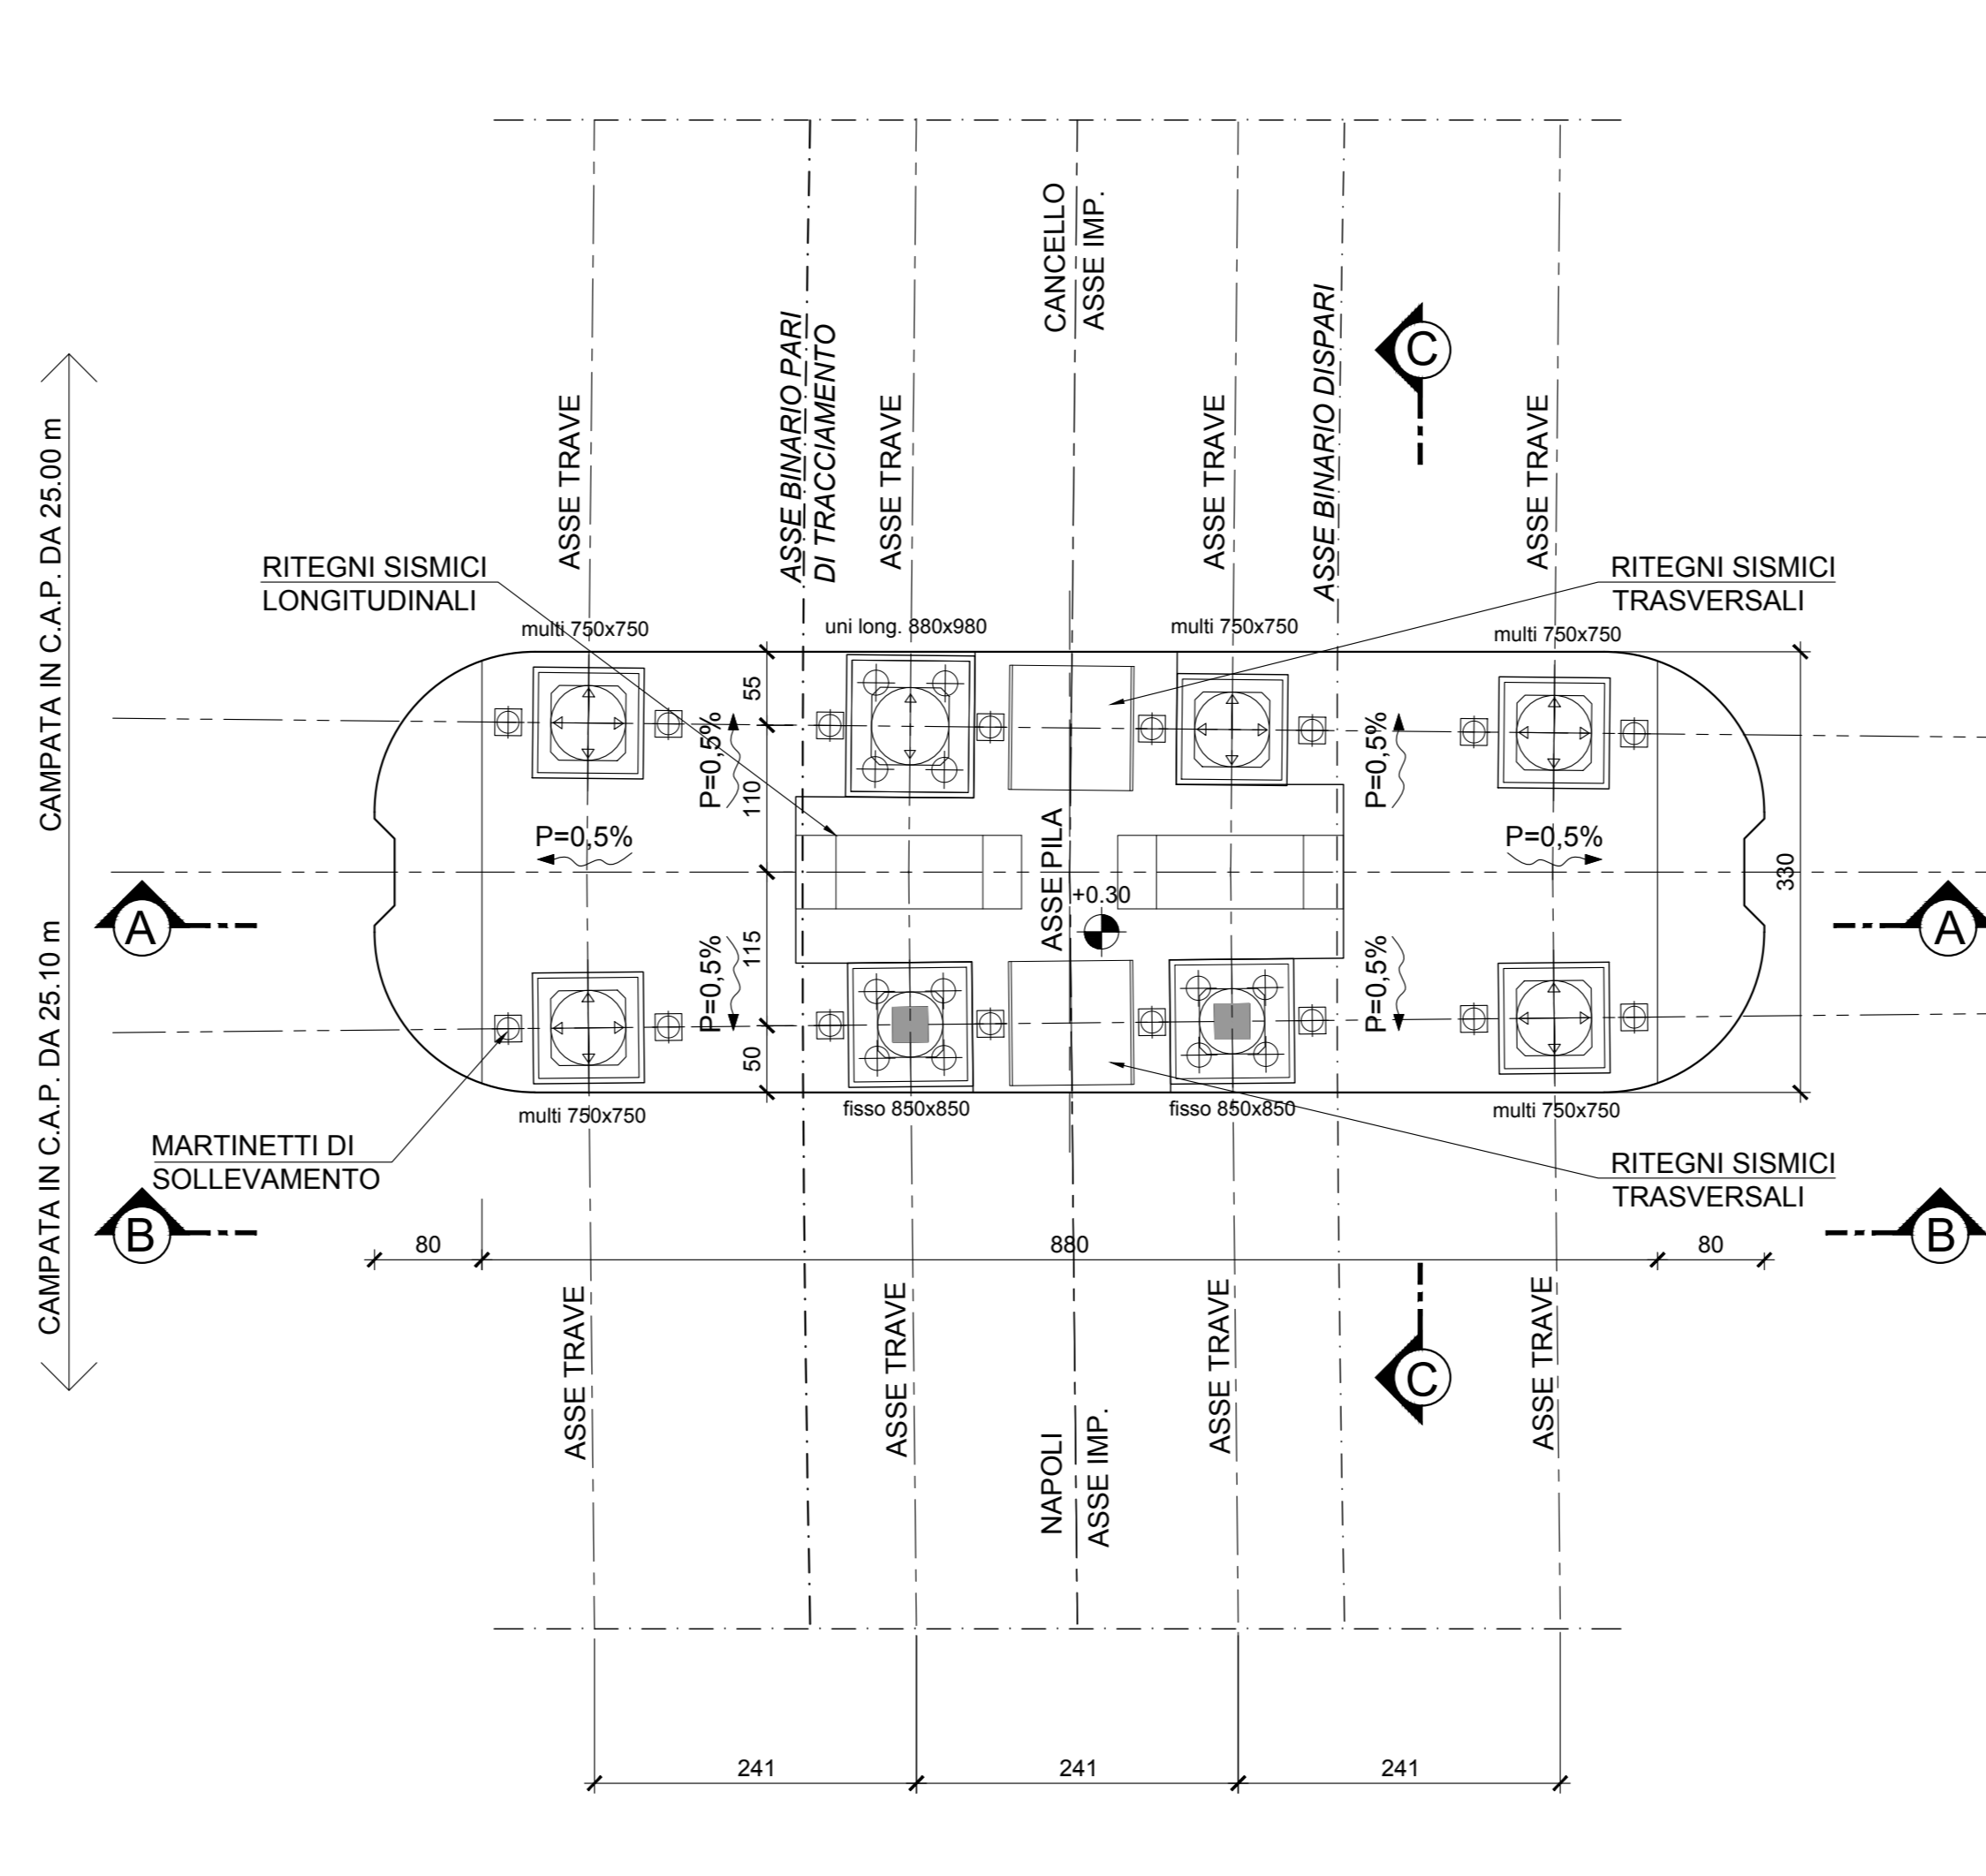 CANCELLO
ASSE IMP.
ASSE BINARIO PARI
DI TRACCIAMENTO
ASSE BINARIO DISPARI
C
ASSE TRAVE
ASSE TRAVE
ASSE TRAVE
ASSE TRAVE
CAMPATA IN C.A.P. DA 25.00 m
CAMPATA IN C.A.P. DA 25.10 m
RITEGNI SISMICI
LONGITUDINALI
RITEGNI SISMICI
TRASVERSALI
multi 750x750
uni long. 880x980
multi 750x750
multi 750x750
55
110
115
50
P=0,5%
P=0,5%
P=0,5%
P=0,5%
P=0,5%
P=0,5%
ASSE PILA
+0.30
330
A
A
multi 750x750
fisso 850x850
fisso 850x850
multi 750x750
MARTINETTI DI
SOLLEVAMENTO
RITEGNI SISMICI
TRASVERSALI
B
B
80
880
80
ASSE TRAVE
ASSE TRAVE
ASSE TRAVE
ASSE TRAVE
C
NAPOLI
ASSE IMP.
241
241
241